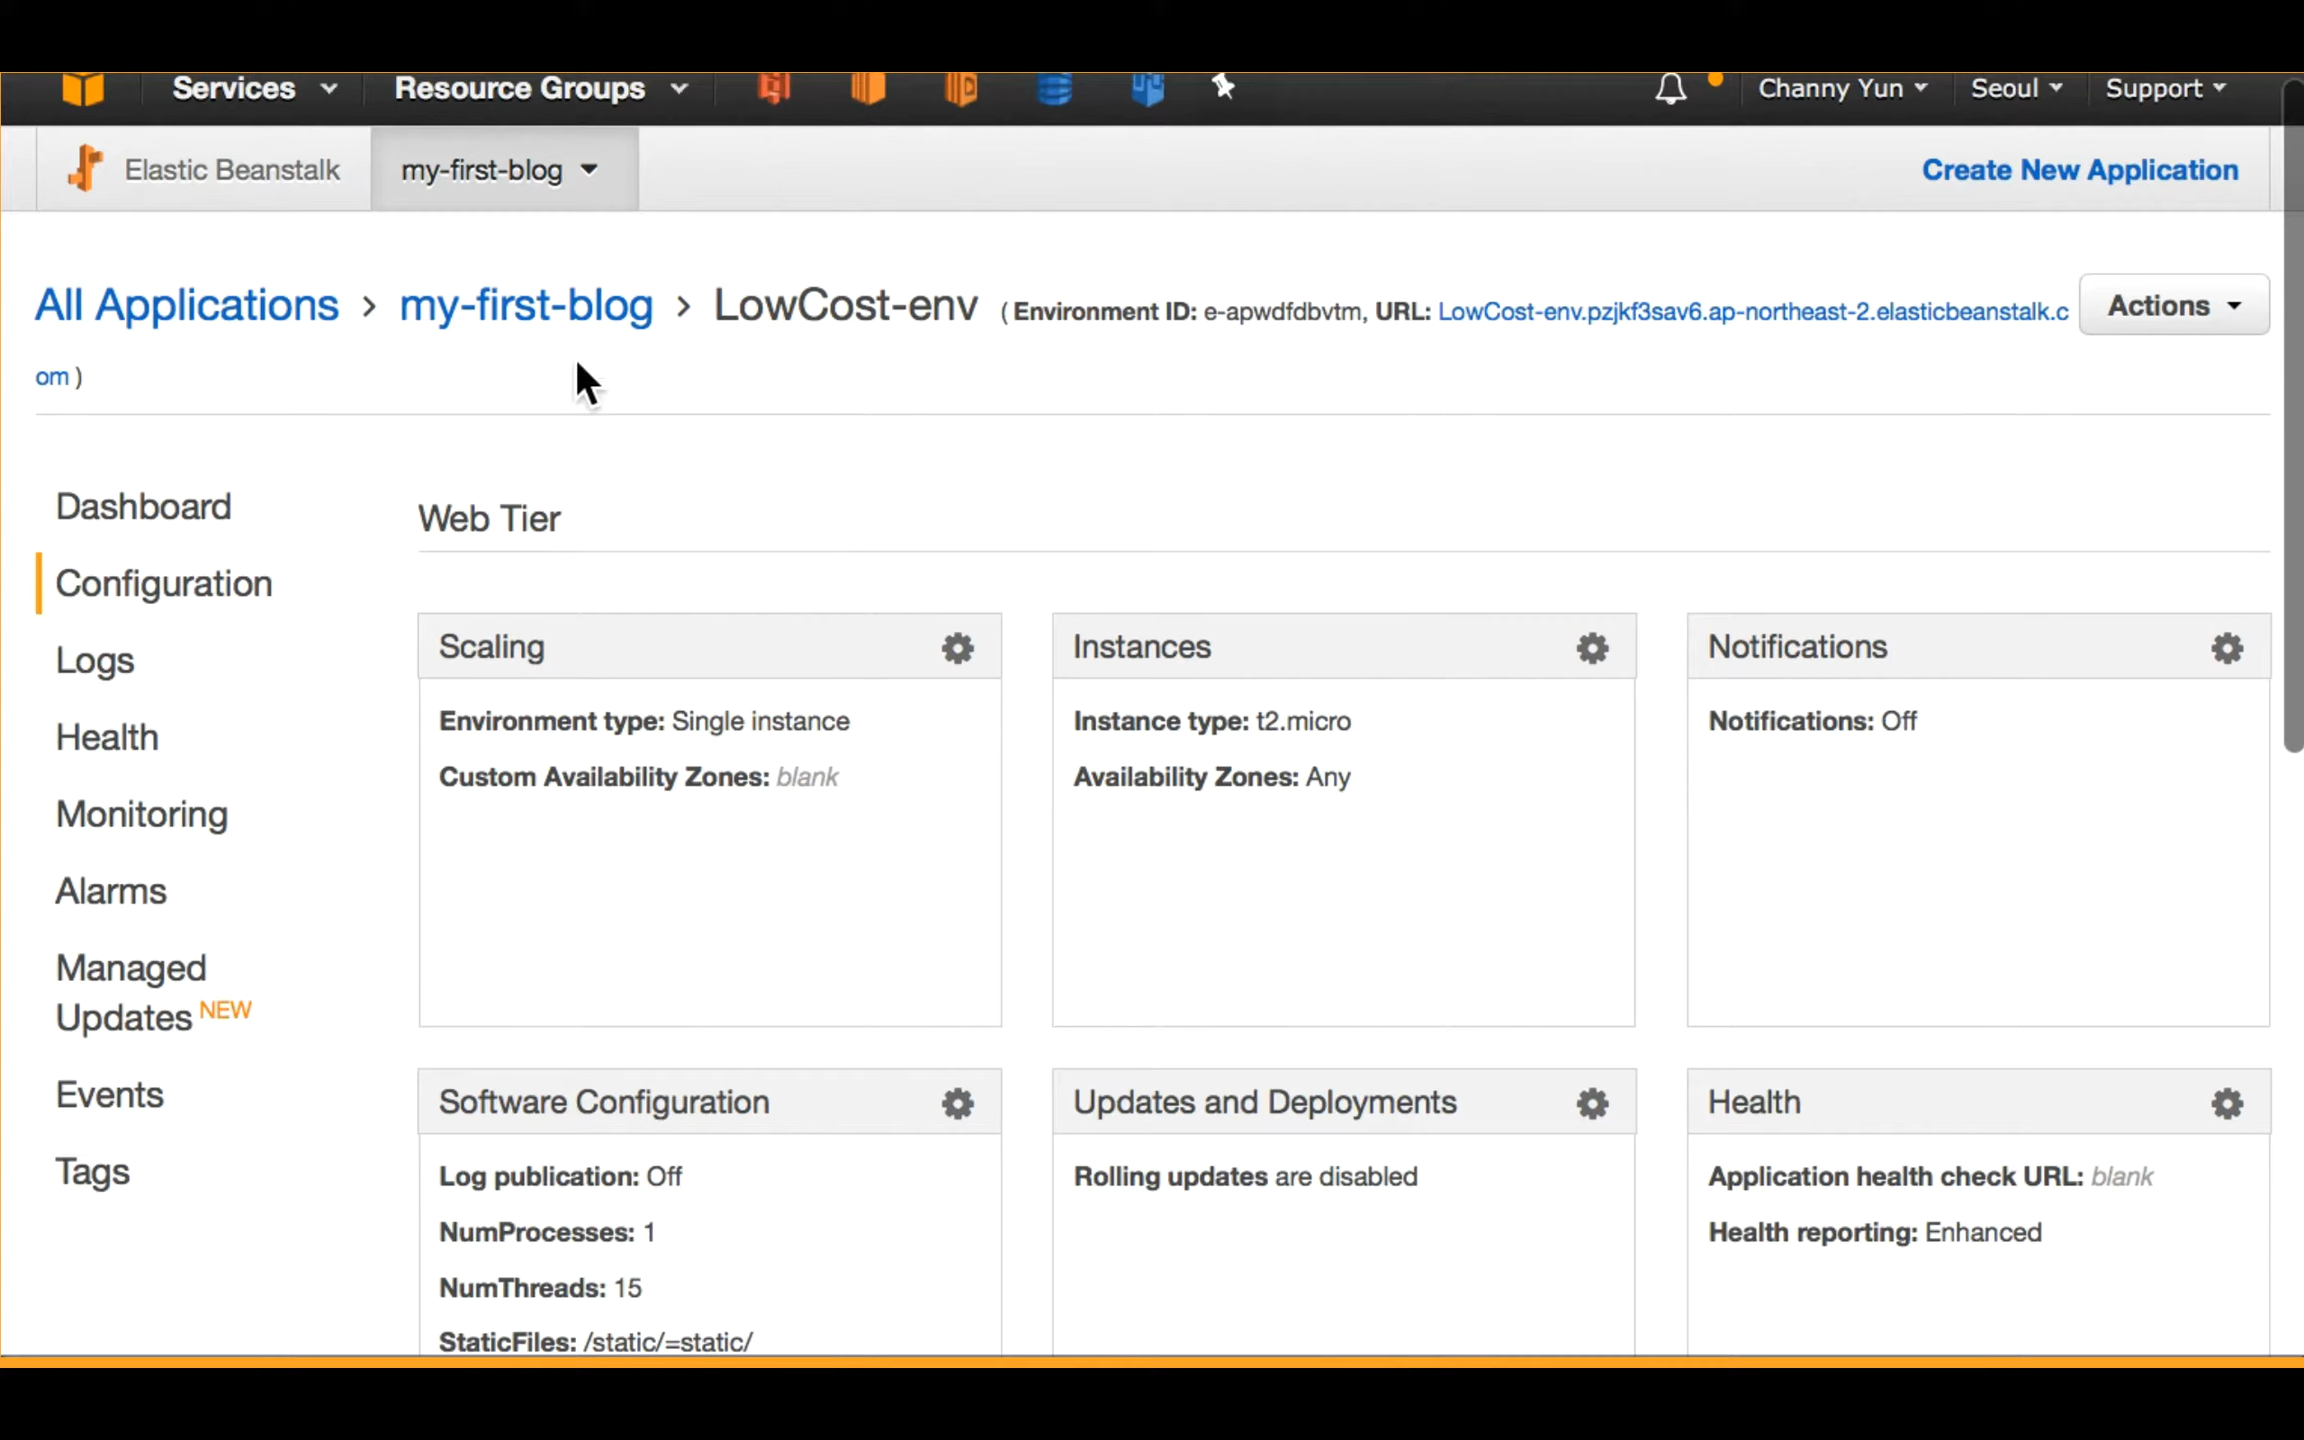 Services
Resource Groups
Channy Yun
Seoul
Support
Elastic Beanstalk
my-first-blog
Create New Application
All Applications › my-first-blog › LowCost-env ( Environment ID: e-apwdfdbvtm, URL: LowCost-env.pzjkf3sav6.ap-northeast-2.elasticbeanstalk.c
om )
Actions
Dashboard
Configuration
Logs
Health
Monitoring
Alarms
Managed
Updates NEW
Events
Tags
Web Tier
Scaling
Environment type: Single instance
Custom Availability Zones: blank
Instances
Instance type: t2.micro
Availability Zones: Any
Notifications
Notifications: Off
Software Configuration
Log publication: Off
NumProcesses: 1
NumThreads: 15
StaticFiles: /static/=static/
Updates and Deployments
Rolling updates are disabled
Health
Application health check URL: blank
Health reporting: Enhanced